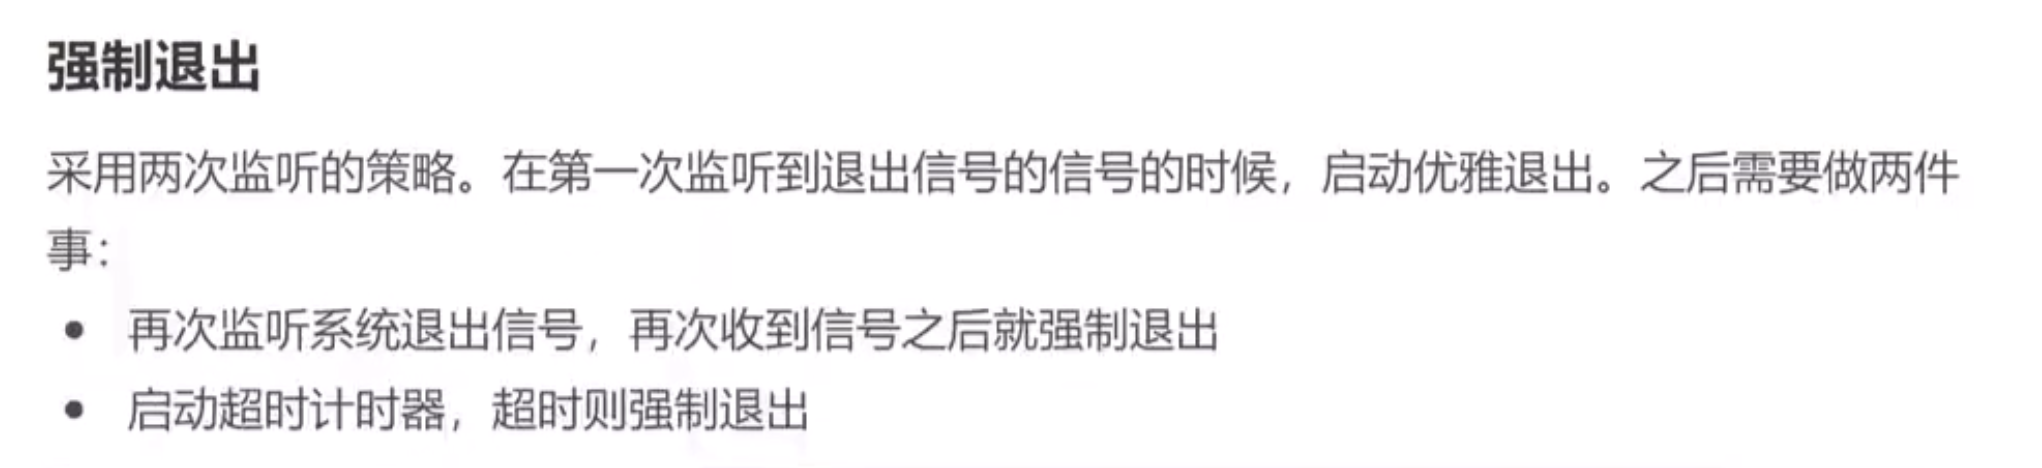 强制退出
采用两次监听的策略。在第一次监听到退出信号的信号的时候，启动优雅退出。之后需要做两件
事：
• 再次监听系统退出信号，再次收到信号之后就强制退出
• 启动超时计时器，超时则强制退出